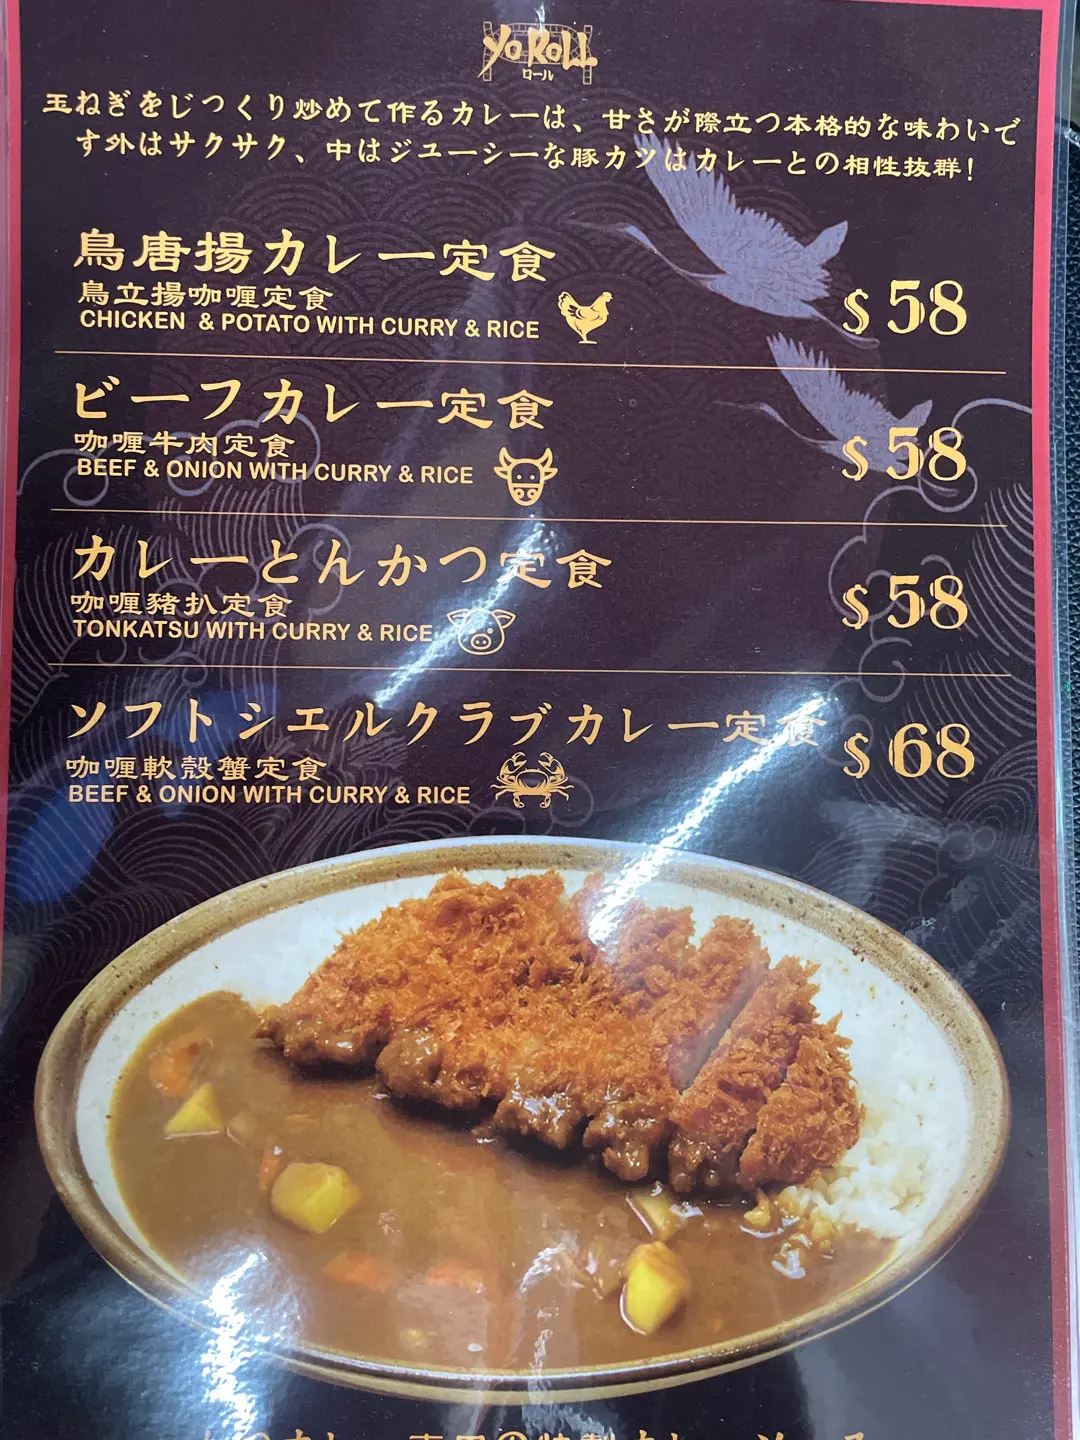 YO ROLL
ロール
玉ねぎをじつくり炒めて作るカレーは、甘さが際立つ本格的な味わいで
す外はサクサク、中はジユーシーな豚カツはカレーとの相性抜群!
鳥唐揚カレー定食
鳥立揚咖喱定食
CHICKEN & POTATO WITH CURRY & RICE
$58
ビーフカレー定食
咖喱牛肉定食
BEEF & ONION WITH CURRY & RICE
$58
カレーとんかつ定食
咖喱豬扒定食
TONKATSU WITH CURRY & RICE
$58
ソフトシエルクラブカレー定食
咖喱軟殼蟹定食
BEEF & ONION WITH CURRY & RICE
$68